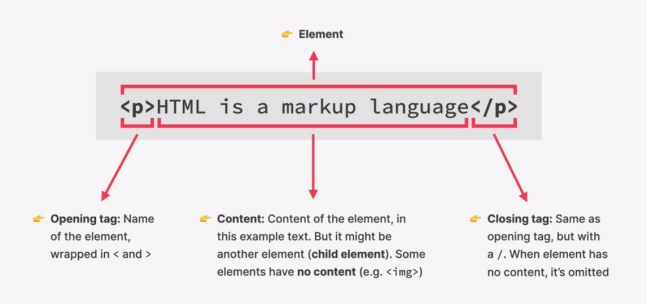 👉 Element
<p>HTML is a markup language</p>
👉 Opening tag: Name
of the element,
wrapped in < and >
👉 Content: Content of the element, in
this example text. But it might be
another element (child element). Some
elements have no content (e.g. <img>)
👉 Closing tag: Same as
opening tag, but with
a /. When element has
no content, it’s omitted